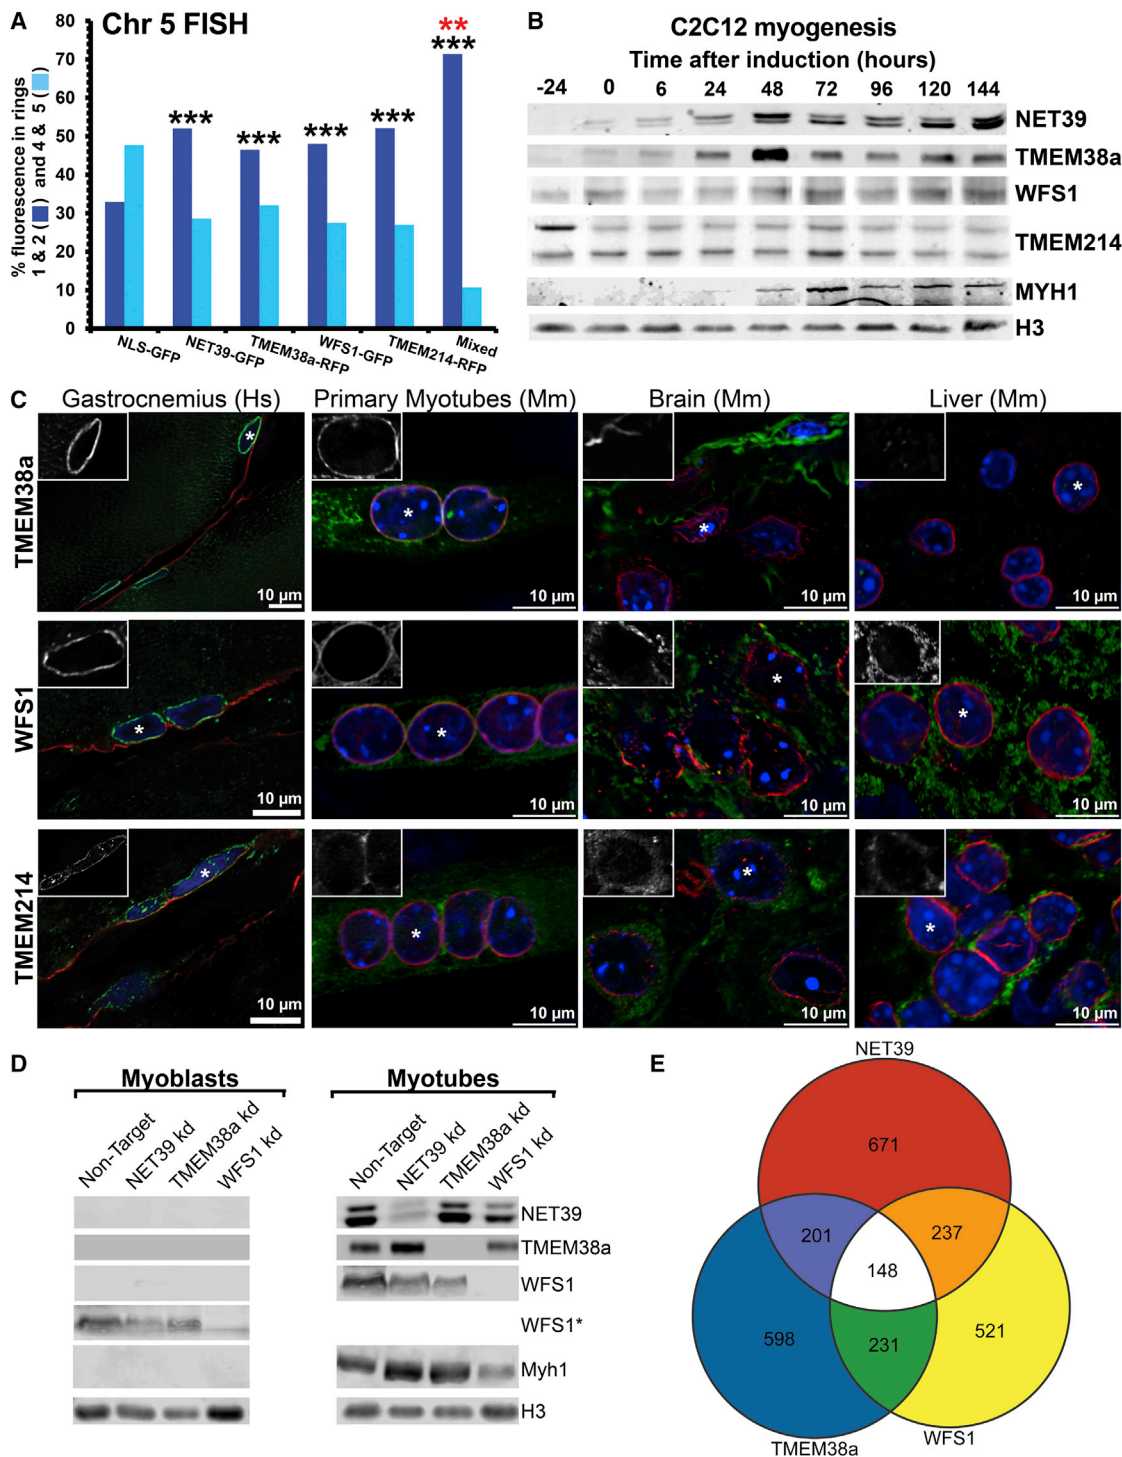 A
Chr 5 FISH
% fluorescence in rings
1 & 2 ( ) and 4 & 5 ( )
80
70
60
50
40
30
20
10
0
***
***
***
***
**
***
NLS-GFP
NET39-GFP
TMEM38a-RFP
WFS1-GFP
TMEM214-RFP
Mixed
B
C2C12 myogenesis
Time after induction (hours)
-24 0 6 24 48 72 96 120 144
NET39
TMEM38a
WFS1
TMEM214
MYH1
H3
C
Gastrocnemius (Hs) Primary Myotubes (Mm) Brain (Mm) Liver (Mm)
TMEM38a
* * * *
10 µm 10 µm 10 µm 10 µm
WFS1
* * * *
10 µm 10 µm 10 µm 10 µm
TMEM214
* * * *
10 µm 10 µm 10 µm 10 µm
D
Myoblasts Myotubes
Non-Target NET39 kd TMEM38a kd WFS1 kd
Non-Target NET39 kd TMEM38a kd WFS1 kd
NET39
TMEM38a
WFS1
WFS1*
Myh1
H3
E
NET39
671
201
237
148
598
231
521
TMEM38a
WFS1